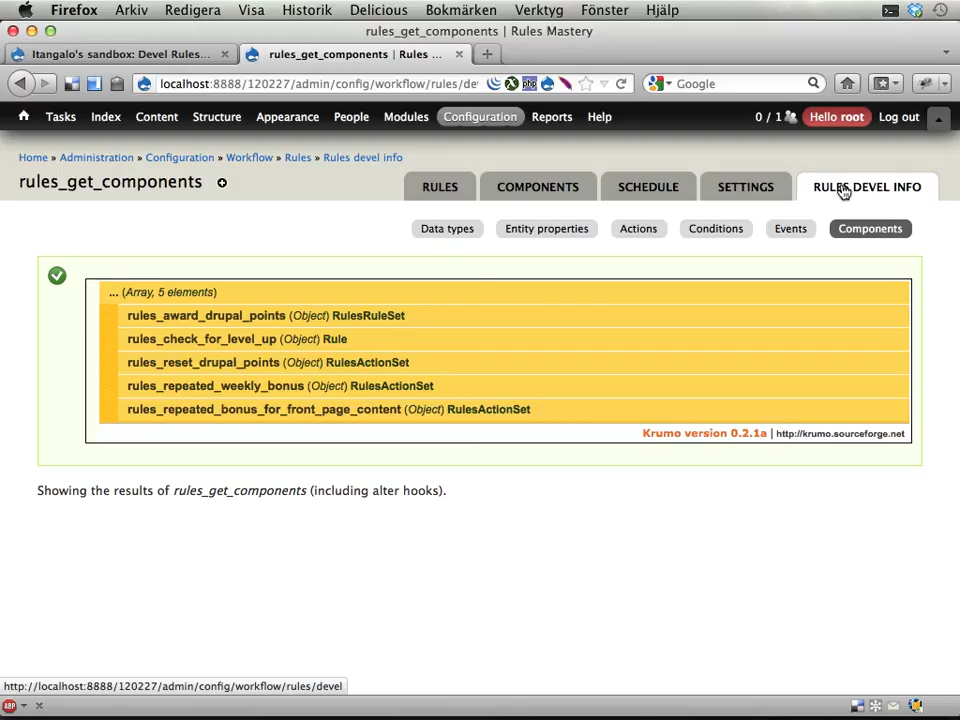 Firefox Arkiv Redigera Visa Historik Delicious Bokmärken Verktyg Fönster Hjälp
rules_get_components | Rules Mastery
Itangalo's sandbox: Devel Rules... rules_get_components | Rules ...
localhost:8888/120227/admin/config/workflow/rules/de Google
Tasks Index Content Structure Appearance People Modules Configuration Reports Help 0 / 1 Hello root Log out
Home » Administration » Configuration » Workflow » Rules » Rules devel info
rules_get_components
RULES COMPONENTS SCHEDULE SETTINGS RULES DEVEL INFO
Data types Entity properties Actions Conditions Events Components
... (Array, 5 elements)
rules_award_drupal_points (Object) RulesRuleSet
rules_check_for_level_up (Object) Rule
rules_reset_drupal_points (Object) RulesActionSet
rules_repeated_weekly_bonus (Object) RulesActionSet
rules_repeated_bonus_for_front_page_content (Object) RulesActionSet
Krumo version 0.2.1a | http://krumo.sourceforge.net
Showing the results of rules_get_components (including alter hooks).
http://localhost:8888/120227/admin/config/workflow/rules/devel
ABP